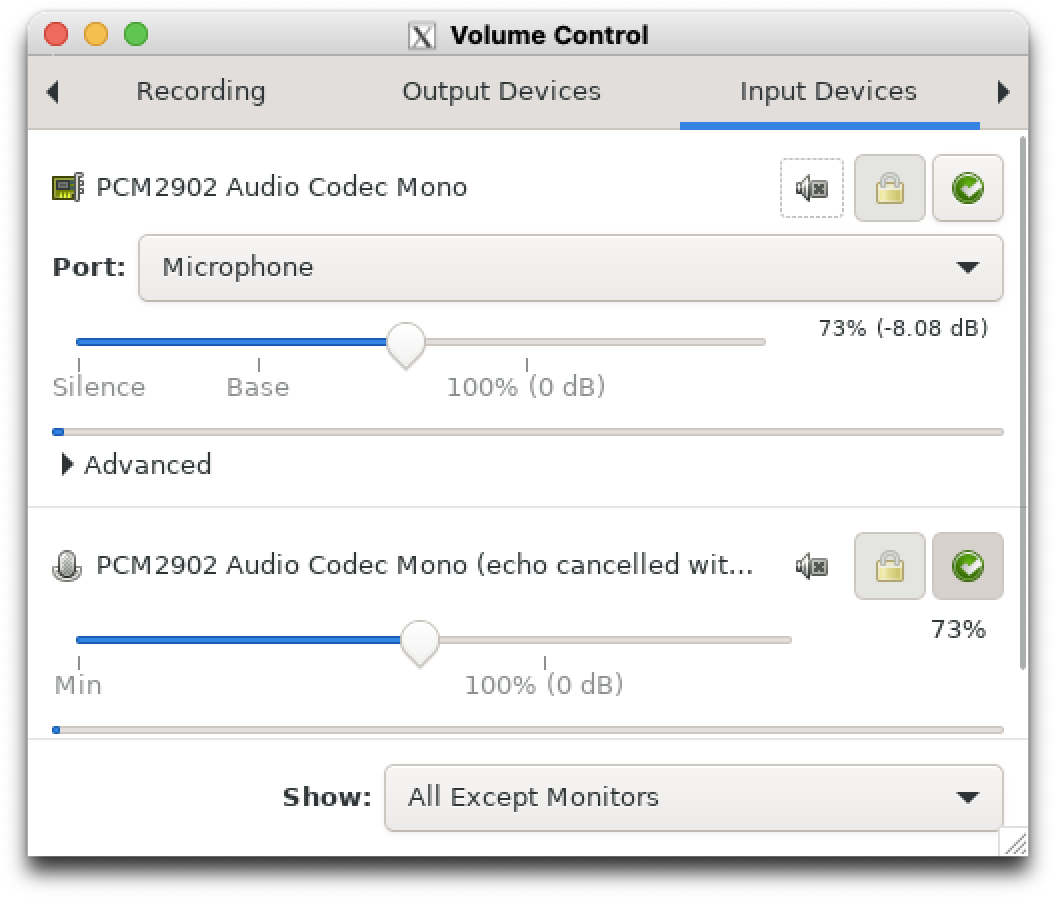 Volume Control
Recording Output Devices Input Devices
PCM2902 Audio Codec Mono
Port: Microphone
73% (-8.08 dB)
Silence Base 100% (0 dB)
Advanced
PCM2902 Audio Codec Mono (echo cancelled wit...
73%
Min 100% (0 dB)
Show: All Except Monitors